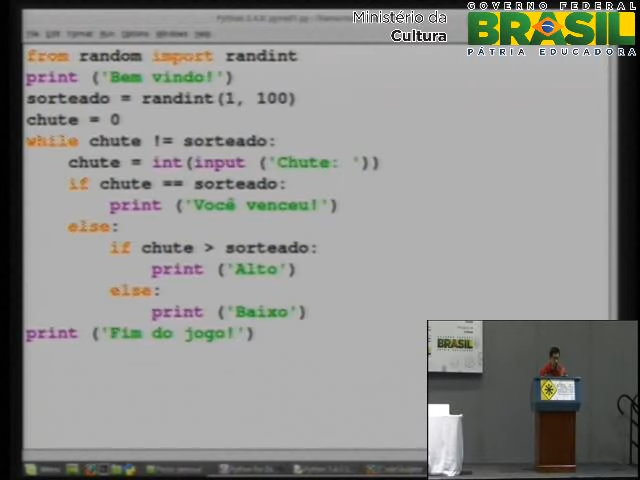 Ministério da
Cultura
GOVERNO FEDERAL
BRASIL
PÁTRIA EDUCADORA
from random import randint
print ('Bem vindo!')
sorteado = randint(1, 100)
chute = 0
while chute != sorteado:
chute = int(input ('Chute: '))
if chute == sorteado:
print ('Você venceu!')
else:
if chute > sorteado:
print ('Alto')
else:
print ('Baixo')
print ('Fim do jogo!')
BRASIL